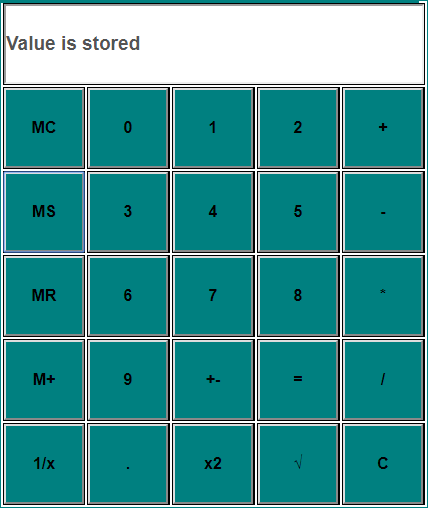 Value is stored
MC 0 1 2 +
MS 3 4 5 -
MR 6 7 8 *
M+ 9 +- = /
1/x . x2 √ C